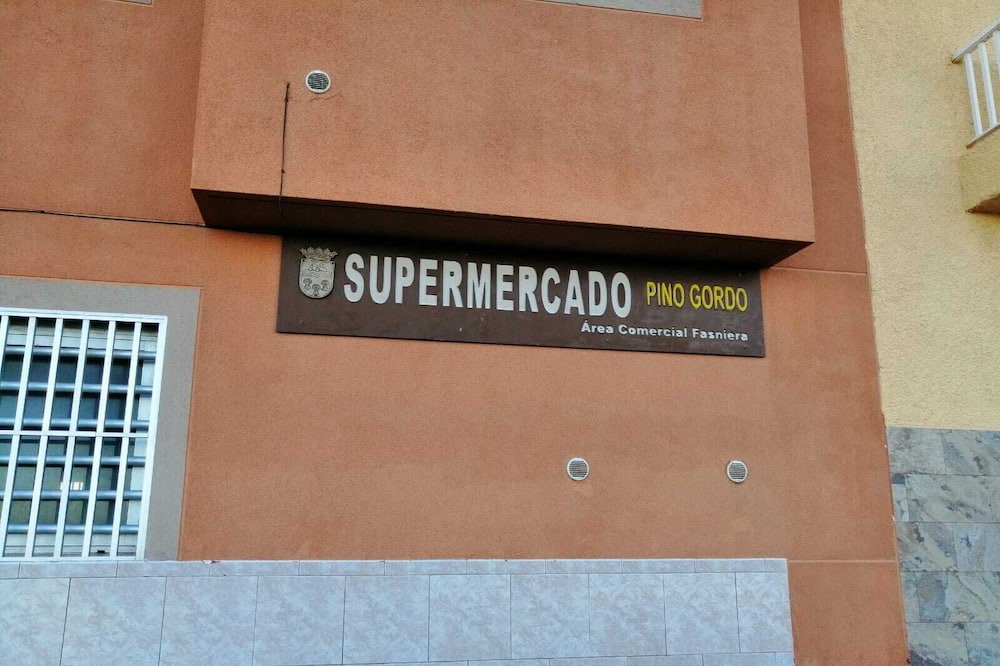 SUPERMERCADO PINO GORDO
Área Comercial Fasniera